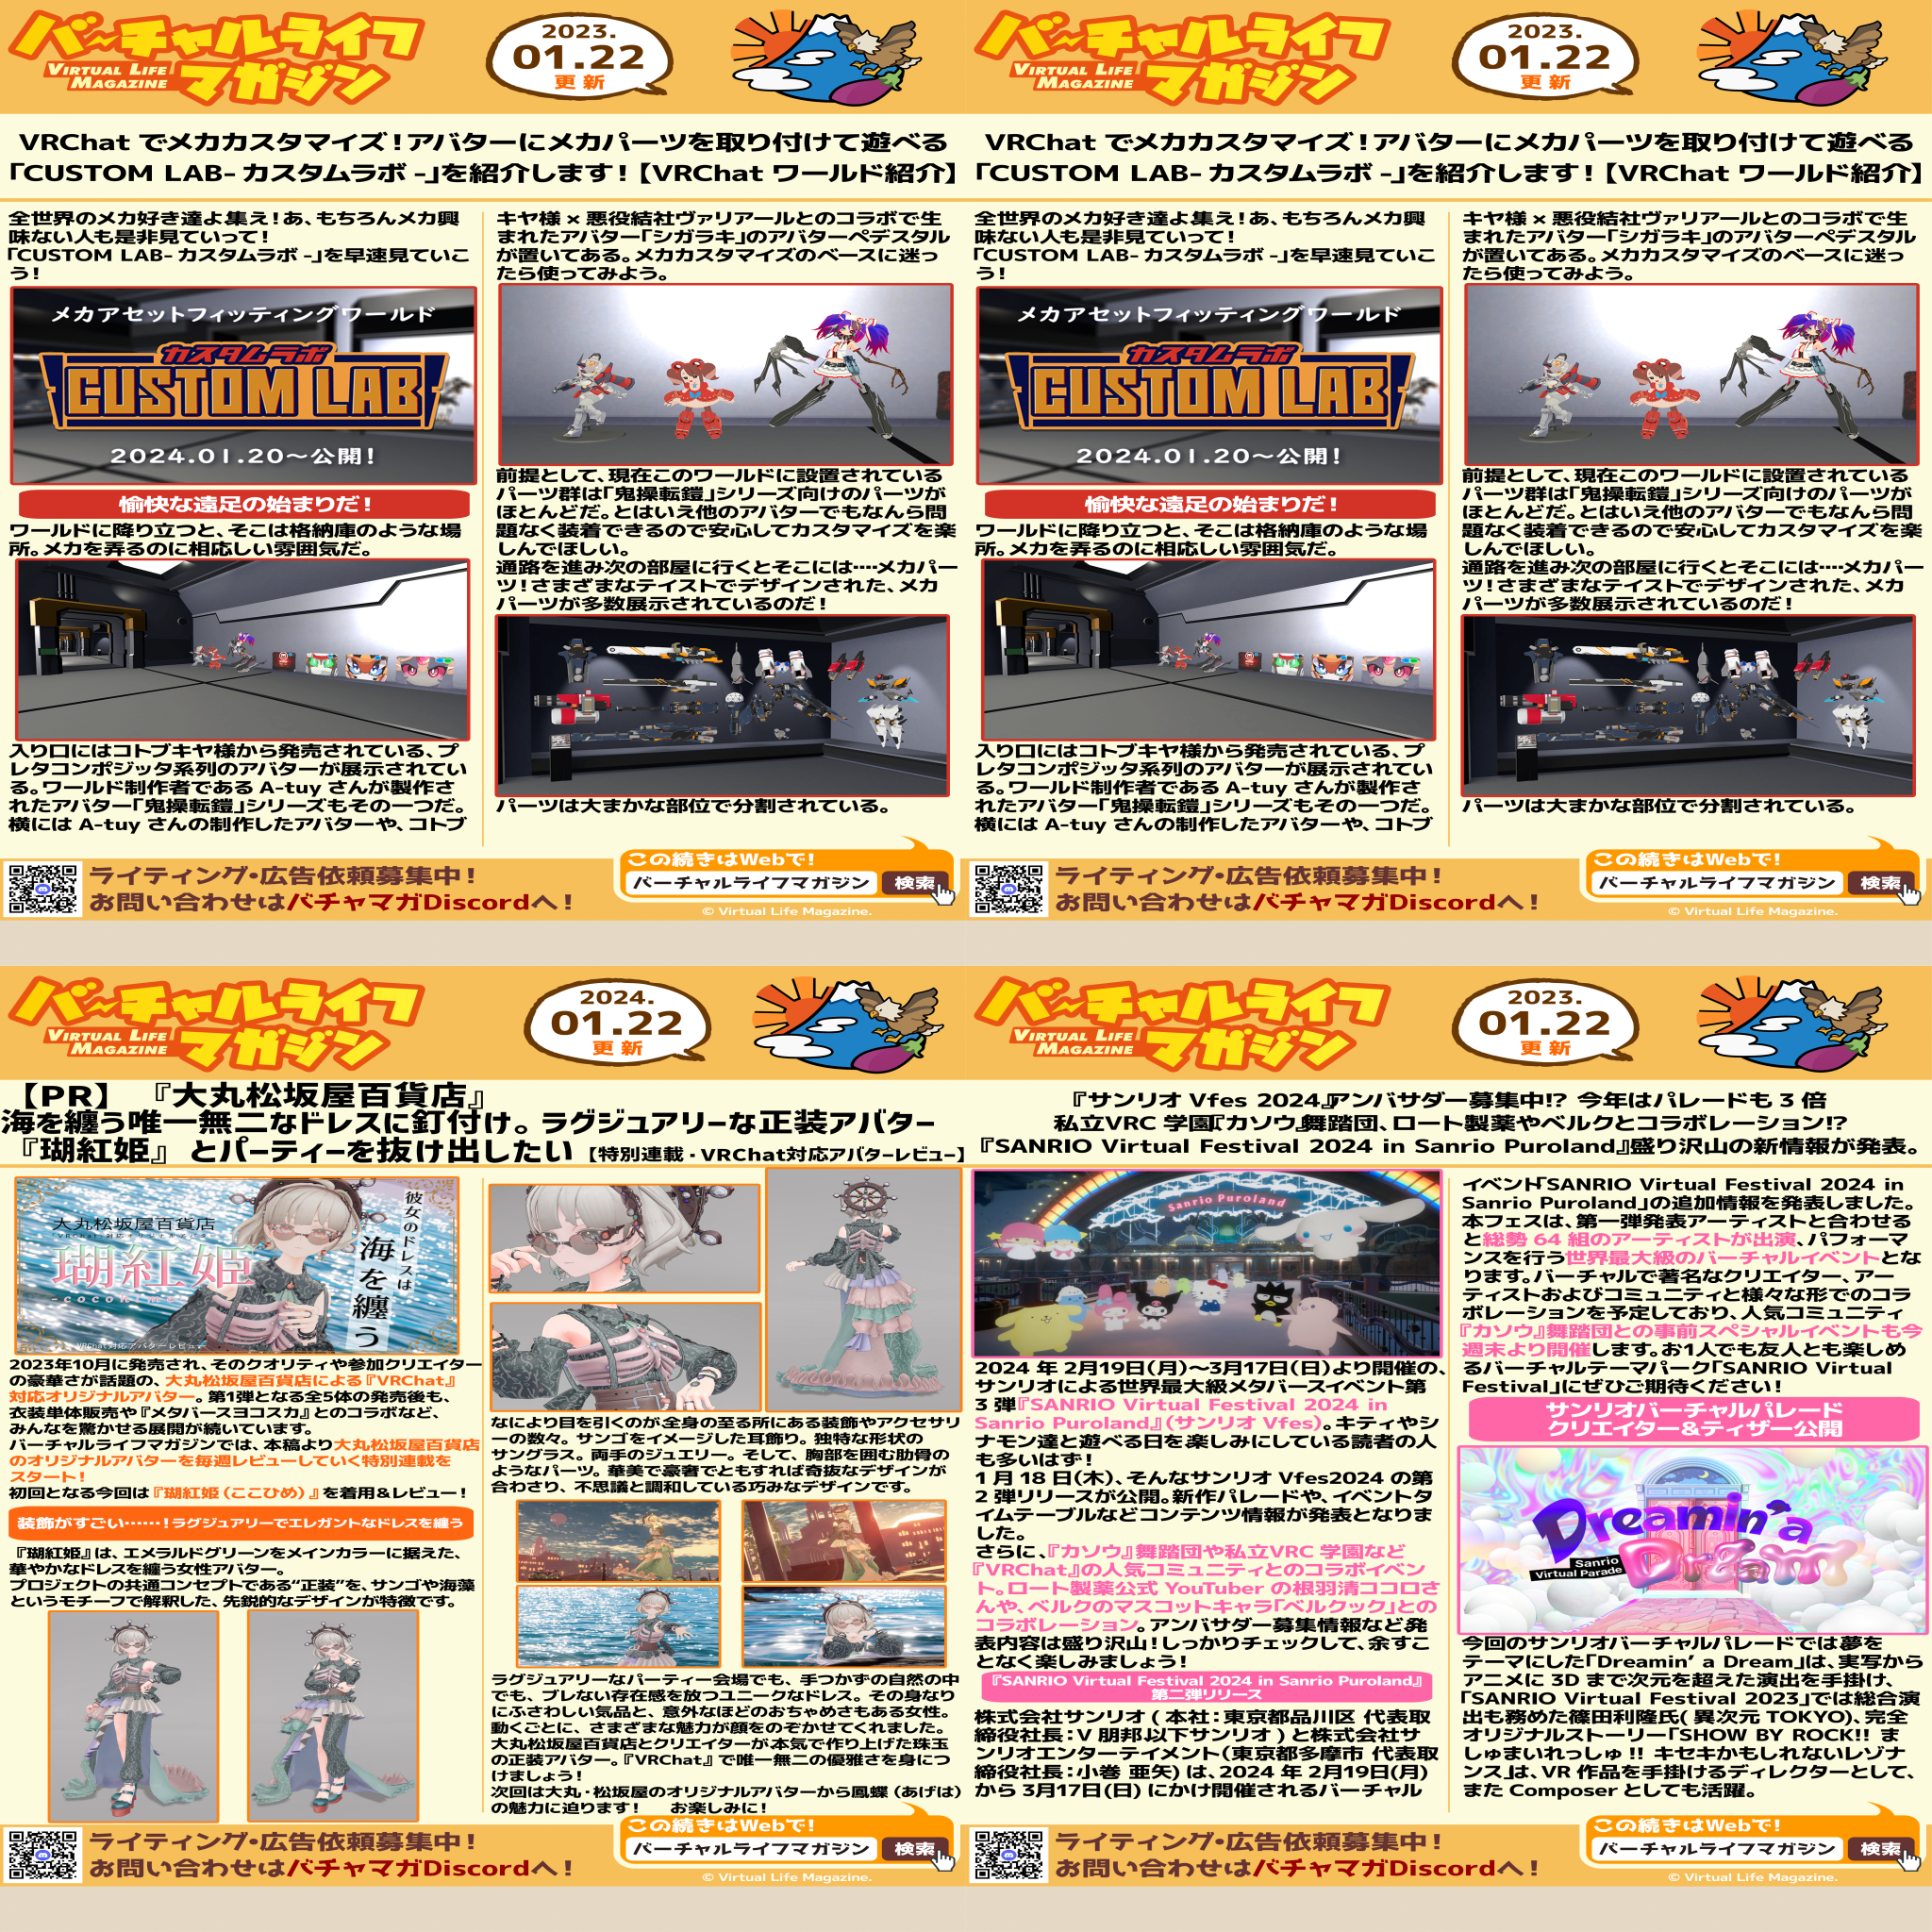 バーチャルライフ
マガジン
VIRTUAL LIFE
MAGAZINE
2023.
01.22
更新
VRChat でメカカスタマイズ！アバターにメカパーツを取り付けて遊べる
「CUSTOM LAB- カスタムラボ -」を紹介します！【VRChat ワールド紹介】
全世界のメカ好き達よ集え！あ、もちろんメカ興
味ない人も是非見ていって！
「CUSTOM LAB- カスタムラボ -」を早速見ていこ
う！
メカアセットフィッティングワールド
カスタムラボ
CUSTOM LAB
2024.01.20〜公開！
愉快な遠足の始まりだ！
ワールドに降り立つと、そこは格納庫のような場
所。メカを弄るのに相応しい雰囲気だ。
入り口にはコトブキヤ様から発売されている、プ
レタコンポジッタ系列のアバターが展示されてい
る。ワールド制作者である A-tuy さんが製作さ
れたアバター「鬼操転鎧」シリーズもその一つだ。
横には A-tuy さんの制作したアバターや、コトブ
キヤ様 × 悪役結社ヴァリアールとのコラボで生
まれたアバター「シガラキ」のアバターペデスタル
が置いてある。メカカスタマイズのベースに迷っ
たら使ってみよう。
前提として、現在このワールドに設置されている
パーツ群は「鬼操転鎧」シリーズ向けのパーツが
ほとんどだ。とはいえ他のアバターでもなんら問
題なく装着できるので安心してカスタマイズを楽
しんでほしい。
通路を進み次の部屋に行くとそこには‥‥メカパー
ツ！さまざまなテイストでデザインされた、メカ
パーツが多数展示されているのだ！
パーツは大まかな部位で分割されている。
ライティング・広告依頼募集中！
お問い合わせはバチャマガDiscordへ！
この続きはWebで！
バーチャルライフマガジン
検索
© Virtual Life Magazine.
バーチャルライフ
マガジン
VIRTUAL LIFE
MAGAZINE
2023.
01.22
更新
VRChat でメカカスタマイズ！アバターにメカパーツを取り付けて遊べる
「CUSTOM LAB- カスタムラボ -」を紹介します！【VRChat ワールド紹介】
全世界のメカ好き達よ集え！あ、もちろんメカ興
味ない人も是非見ていって！
「CUSTOM LAB- カスタムラボ -」を早速見ていこ
う！
メカアセットフィッティングワールド
カスタムラボ
CUSTOM LAB
2024.01.20〜公開！
愉快な遠足の始まりだ！
ワールドに降り立つと、そこは格納庫のような場
所。メカを弄るのに相応しい雰囲気だ。
入り口にはコトブキヤ様から発売されている、プ
レタコンポジッタ系列のアバターが展示されてい
る。ワールド制作者である A-tuy さんが製作さ
れたアバター「鬼操転鎧」シリーズもその一つだ。
横には A-tuy さんの制作したアバターや、コトブ
キヤ様 × 悪役結社ヴァリアールとのコラボで生
まれたアバター「シガラキ」のアバターペデスタル
が置いてある。メカカスタマイズのベースに迷っ
たら使ってみよう。
前提として、現在このワールドに設置されている
パーツ群は「鬼操転鎧」シリーズ向けのパーツが
ほとんどだ。とはいえ他のアバターでもなんら問
題なく装着できるので安心してカスタマイズを楽
しんでほしい。
通路を進み次の部屋に行くとそこには‥‥メカパー
ツ！さまざまなテイストでデザインされた、メカ
パーツが多数展示されているのだ！
パーツは大まかな部位で分割されている。
ライティング・広告依頼募集中！
お問い合わせはバチャマガDiscordへ！
この続きはWebで！
バーチャルライフマガジン
検索
© Virtual Life Magazine.
バーチャルライフ
マガジン
VIRTUAL LIFE
MAGAZINE
2024.
01.22
更新
【PR】 『大丸松坂屋百貨店』
海を纏う唯一無二なドレスに釘付け。ラグジュアリーな正装アバター
『瑚紅姫』 とパーティーを抜け出したい 【特別連載・VRChat対応アバターレビュー】
大丸松坂屋百貨店
瑚紅姫
-cocohime-
彼女のドレスは
海を纏う
VRChat対応アバターレビュー
2023年10月に発売され、そのクオリティや参加クリエイター
の豪華さが話題の、大丸松坂屋百貨店による『VRChat』
対応オリジナルアバター。第1弾となる全5体の発売後も、
衣装単体販売や『メタバースヨコスカ』とのコラボなど、
みんなを驚かせる展開が続いています。
バーチャルライフマガジンでは、本稿より大丸松坂屋百貨店
のオリジナルアバターを毎週レビューしていく特別連載を
スタート！
初回となる今回は『瑚紅姫（ここひめ）』を着用&レビュー！
装飾がすごい……！ラグジュアリーでエレガントなドレスを纏う
『瑚紅姫』は、エメラルドグリーンをメインカラーに据えた、
華やかなドレスを纏う女性アバター。
プロジェクトの共通コンセプトである“正装”を、サンゴや海藻
というモチーフで解釈した、先鋭的なデザインが特徴です。
なにより目を引くのが全身の至る所にある装飾やアクセサリ
ーの数々。サンゴをイメージした耳飾り。独特な形状の
サングラス。両手のジュエリー。そして、胸部を囲む肋骨の
ようなパーツ。華美で豪奢でともすれば奇抜なデザインが
合わさり、不思議と調和している巧みなデザインです。
ラグジュアリーなパーティー会場でも、手つかずの自然の中
でも、ブレない存在感を放つユニークなドレス。その身なり
にふさわしい気品と、意外なほどのおちゃめさもある女性。
動くごとに、さまざまな魅力が顔をのぞかせてくれました。
大丸松坂屋百貨店とクリエイターが本気で作り上げた珠玉
の正装アバター。『VRChat』で唯一無二の優雅さを身につ
けましょう！
次回は大丸・松坂屋のオリジナルアバターから鳳蝶（あげは）
の魅力に迫ります！ お楽しみに！
ライティング・広告依頼募集中！
お問い合わせはバチャマガDiscordへ！
この続きはWebで！
バーチャルライフマガジン
検索
© Virtual Life Magazine.
バーチャルライフ
マガジン
VIRTUAL LIFE
MAGAZINE
2023.
01.22
更新
『サンリオ Vfes 2024』アンバサダー募集中!? 今年はパレードも 3 倍
私立VRC 学園『カソウ』舞踏団、ロート製薬やベルクとコラボレーション!?
『SANRIO Virtual Festival 2024 in Sanrio Puroland』盛り沢山の新情報が発表。
Sanrio Puroland
2024 年 2月19日(月)〜3月17日(日)より開催の、
サンリオによる世界最大級メタバースイベント第
3 弾『SANRIO Virtual Festival 2024 in
Sanrio Puroland』（サンリオ Vfes）。キティやシ
ナモン達と遊べる日を楽しみにしている読者の人
も多いはず！
1 月 18 日(木)、そんなサンリオ Vfes2024 の第
2 弾リリースが公開。新作パレードや、イベントタ
イムテーブルなどコンテンツ情報が発表となりま
した。
さらに、『カソウ』舞踏団や私立VRC 学園など
『VRChat』の人気コミュニティとのコラボイベン
ト。ロート製薬公式 YouTuber の根羽清ココロさ
んや、ベルクのマスコットキャラ「ベルクック」との
コラボレーション。アンバサダー募集情報など発
表内容は盛り沢山！しっかりチェックして、余すこ
となく楽しみましょう！
『SANRIO Virtual Festival 2024 in Sanrio Puroland』
第二弾リリース
株式会社サンリオ ( 本社：東京都品川区 代表取
締役社長：V 朋邦以下サンリオ ) と株式会社サ
ンリオエンターテイメント（東京都多摩市 代表取
締役社長：小巻 亜矢) は、2024 年 2月19日(月)
から 3月17日(日) にかけ開催されるバーチャル
イベント「SANRIO Virtual Festival 2024 in
Sanrio Puroland」の追加情報を発表しました。
本フェスは、第一弾発表アーティストと合わせる
と総勢 64 組のアーティストが出演、パフォーマ
ンスを行う世界最大級のバーチャルイベントとな
ります。バーチャルで著名なクリエイター、アー
ティストおよびコミュニティと様々な形でのコラ
ボレーションを予定しており、人気コミュニティ
『カソウ』舞踏団との事前スペシャルイベントも今
週末より開催します。お1人でも友人とも楽しめ
るバーチャルテーマパーク「SANRIO Virtual
Festival」にぜひご期待ください！
サンリオバーチャルパレード
クリエイター&ティザー公開
Dreamin'a
Dream
Sanrio
Virtual Parade
今回のサンリオバーチャルパレードでは夢を
テーマにした「Dreamin’ a Dream」は、実写から
アニメに 3D まで次元を超えた演出を手掛け、
「SANRIO Virtual Festival 2023」では総合演
出も務めた篠田利隆氏( 異次元 TOKYO)、完全
オリジナルストーリー「SHOW BY ROCK!! ま
しゅまいれっしゅ !! キセキかもしれないレゾナ
ンス」は、VR 作品を手掛けるディレクターとして、
また Composer としても活躍。
ライティング・広告依頼募集中！
お問い合わせはバチャマガDiscordへ！
この続きはWebで！
バーチャルライフマガジン
検索
© Virtual Life Magazine.